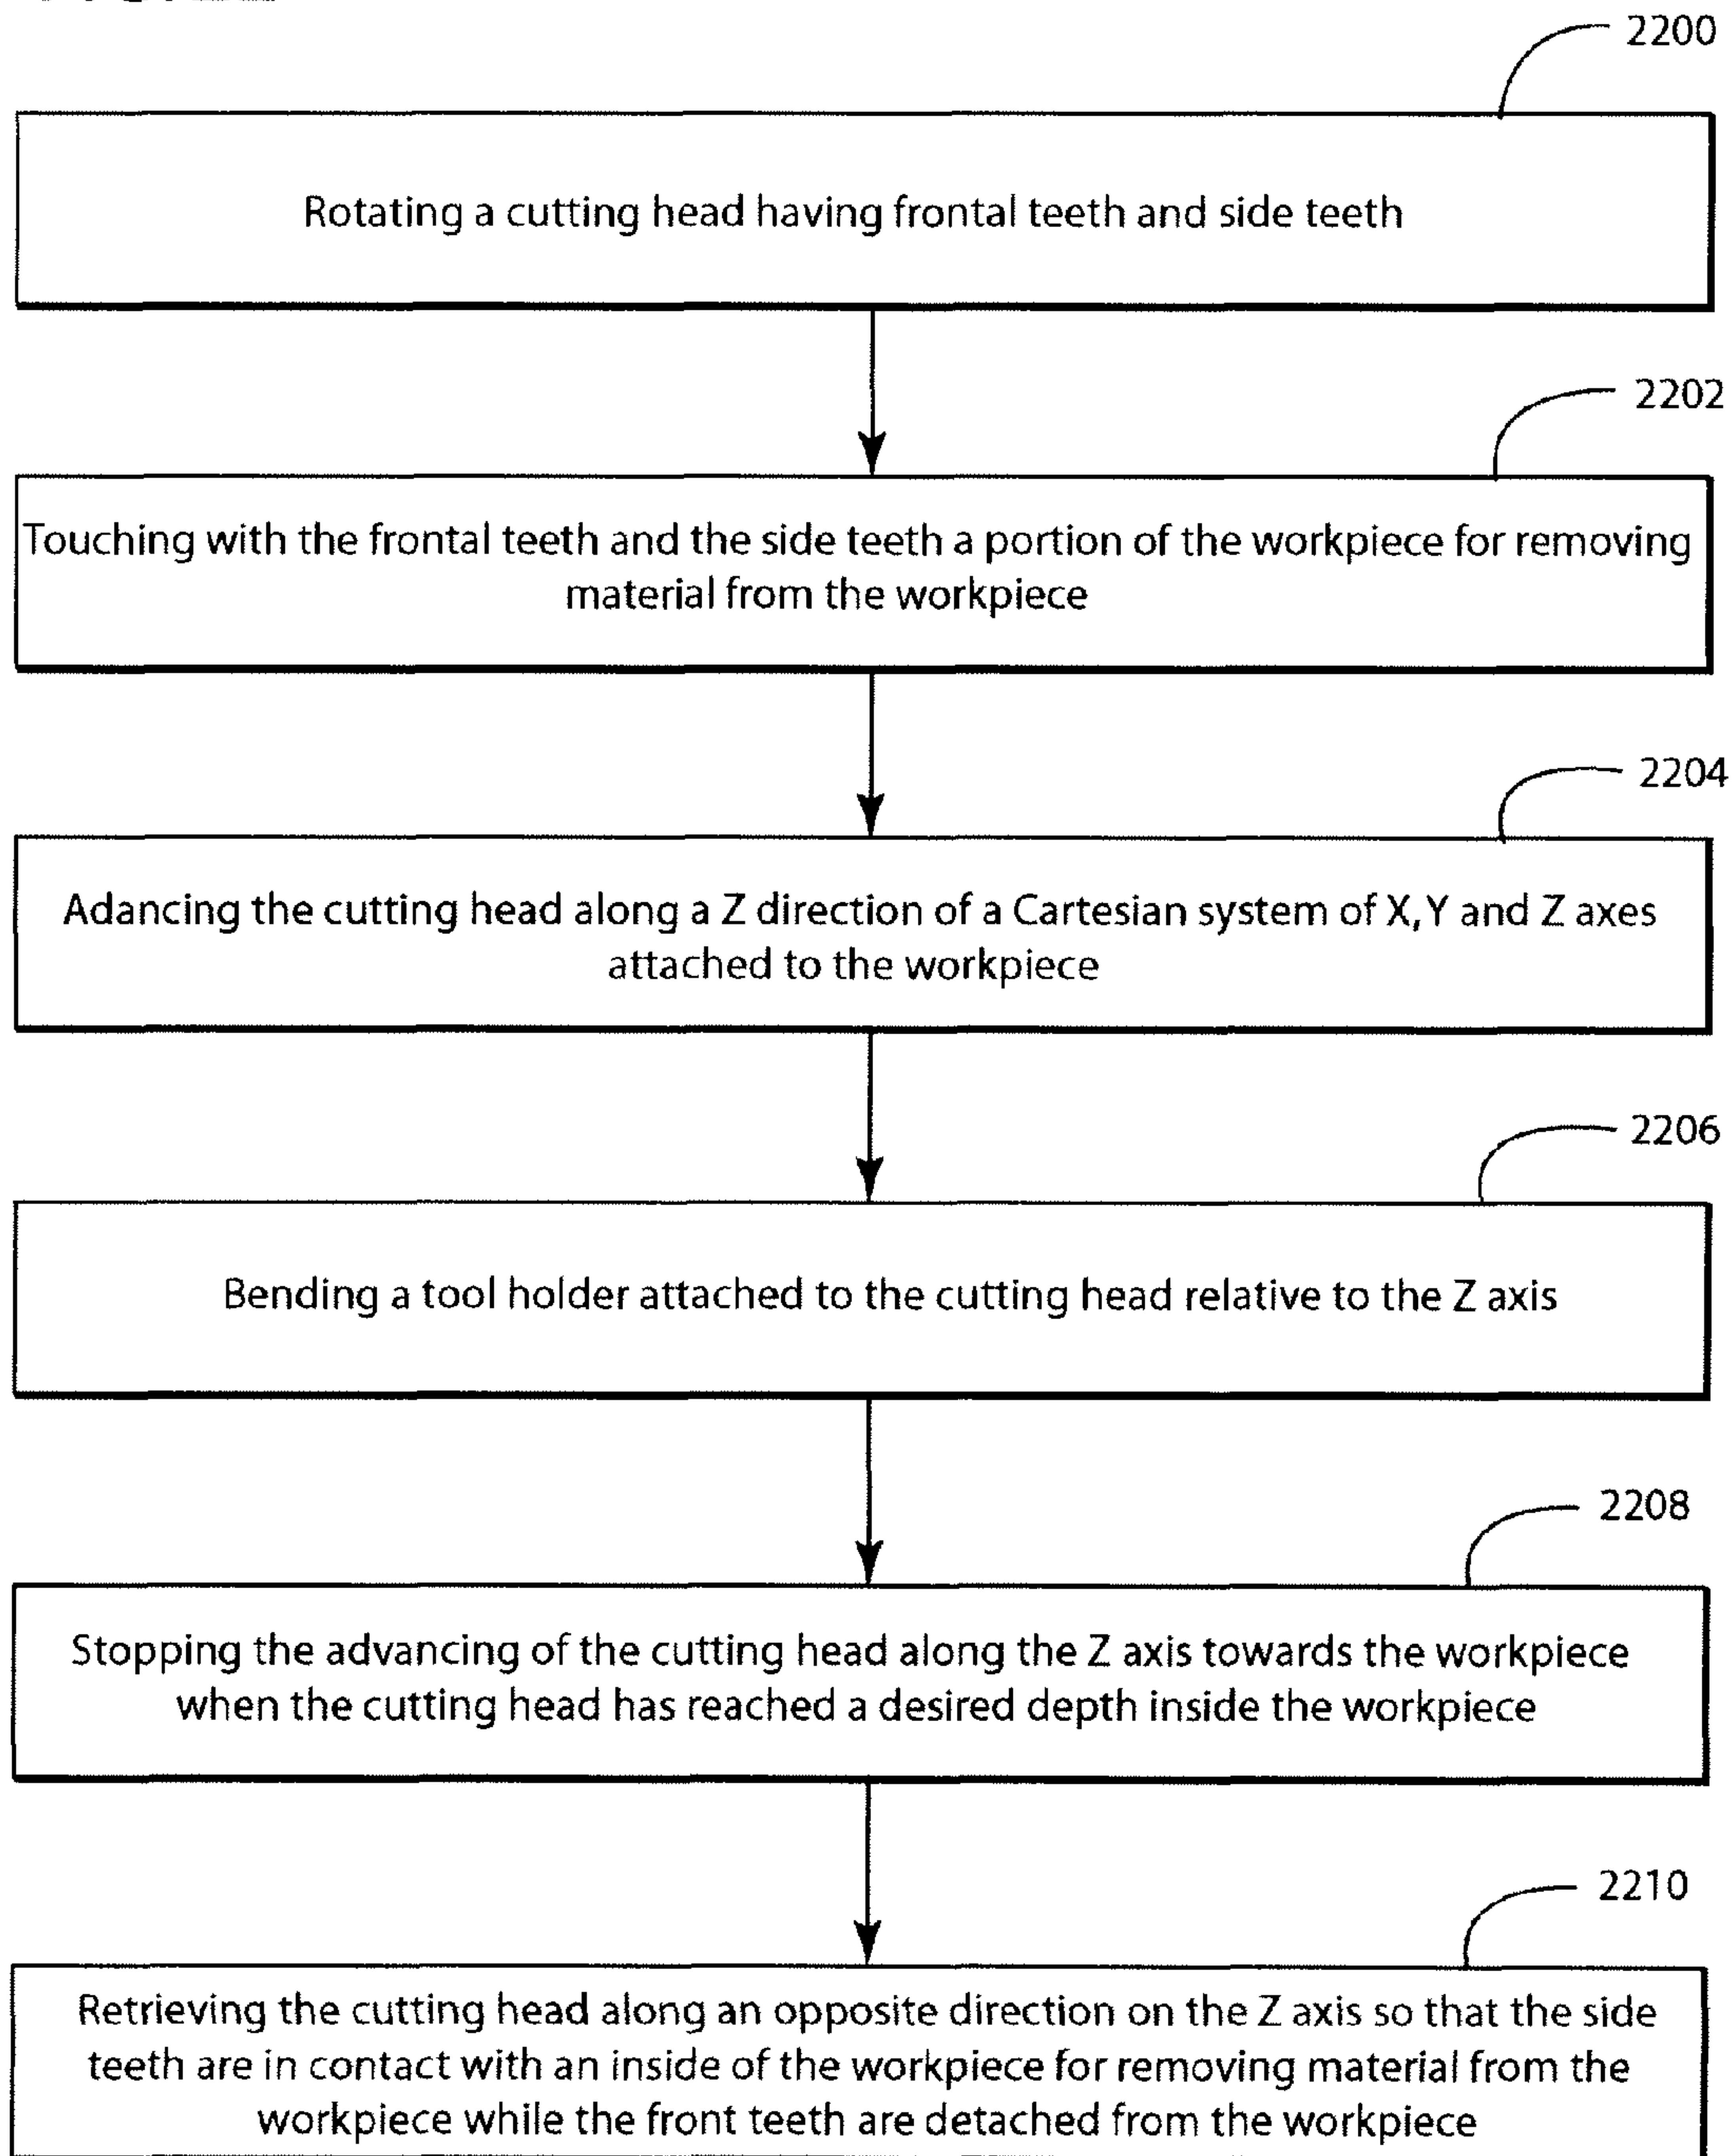 2200
Rotating a cutting head having frontal teeth and side teeth
2202
Touching with the frontal teeth and the side teeth a portion of the workpiece for removing
material from the workpiece
2204
Adancing the cutting head along a Z direction of a Cartesian system of X,Y and Z axes
attached to the workpiece
2206
Bending a tool holder attached to the cutting head relative to the Z axis
2208
Stopping the advancing of the cutting head along the Z axis towards the workpiece
when the cutting head has reached a desired depth inside the workpiece
2210
Retrieving the cutting head along an opposite direction on the Z axis so that the side
teeth are in contact with an inside of the workpiece for removing material from the
workpiece while the front teeth are detached from the workpiece